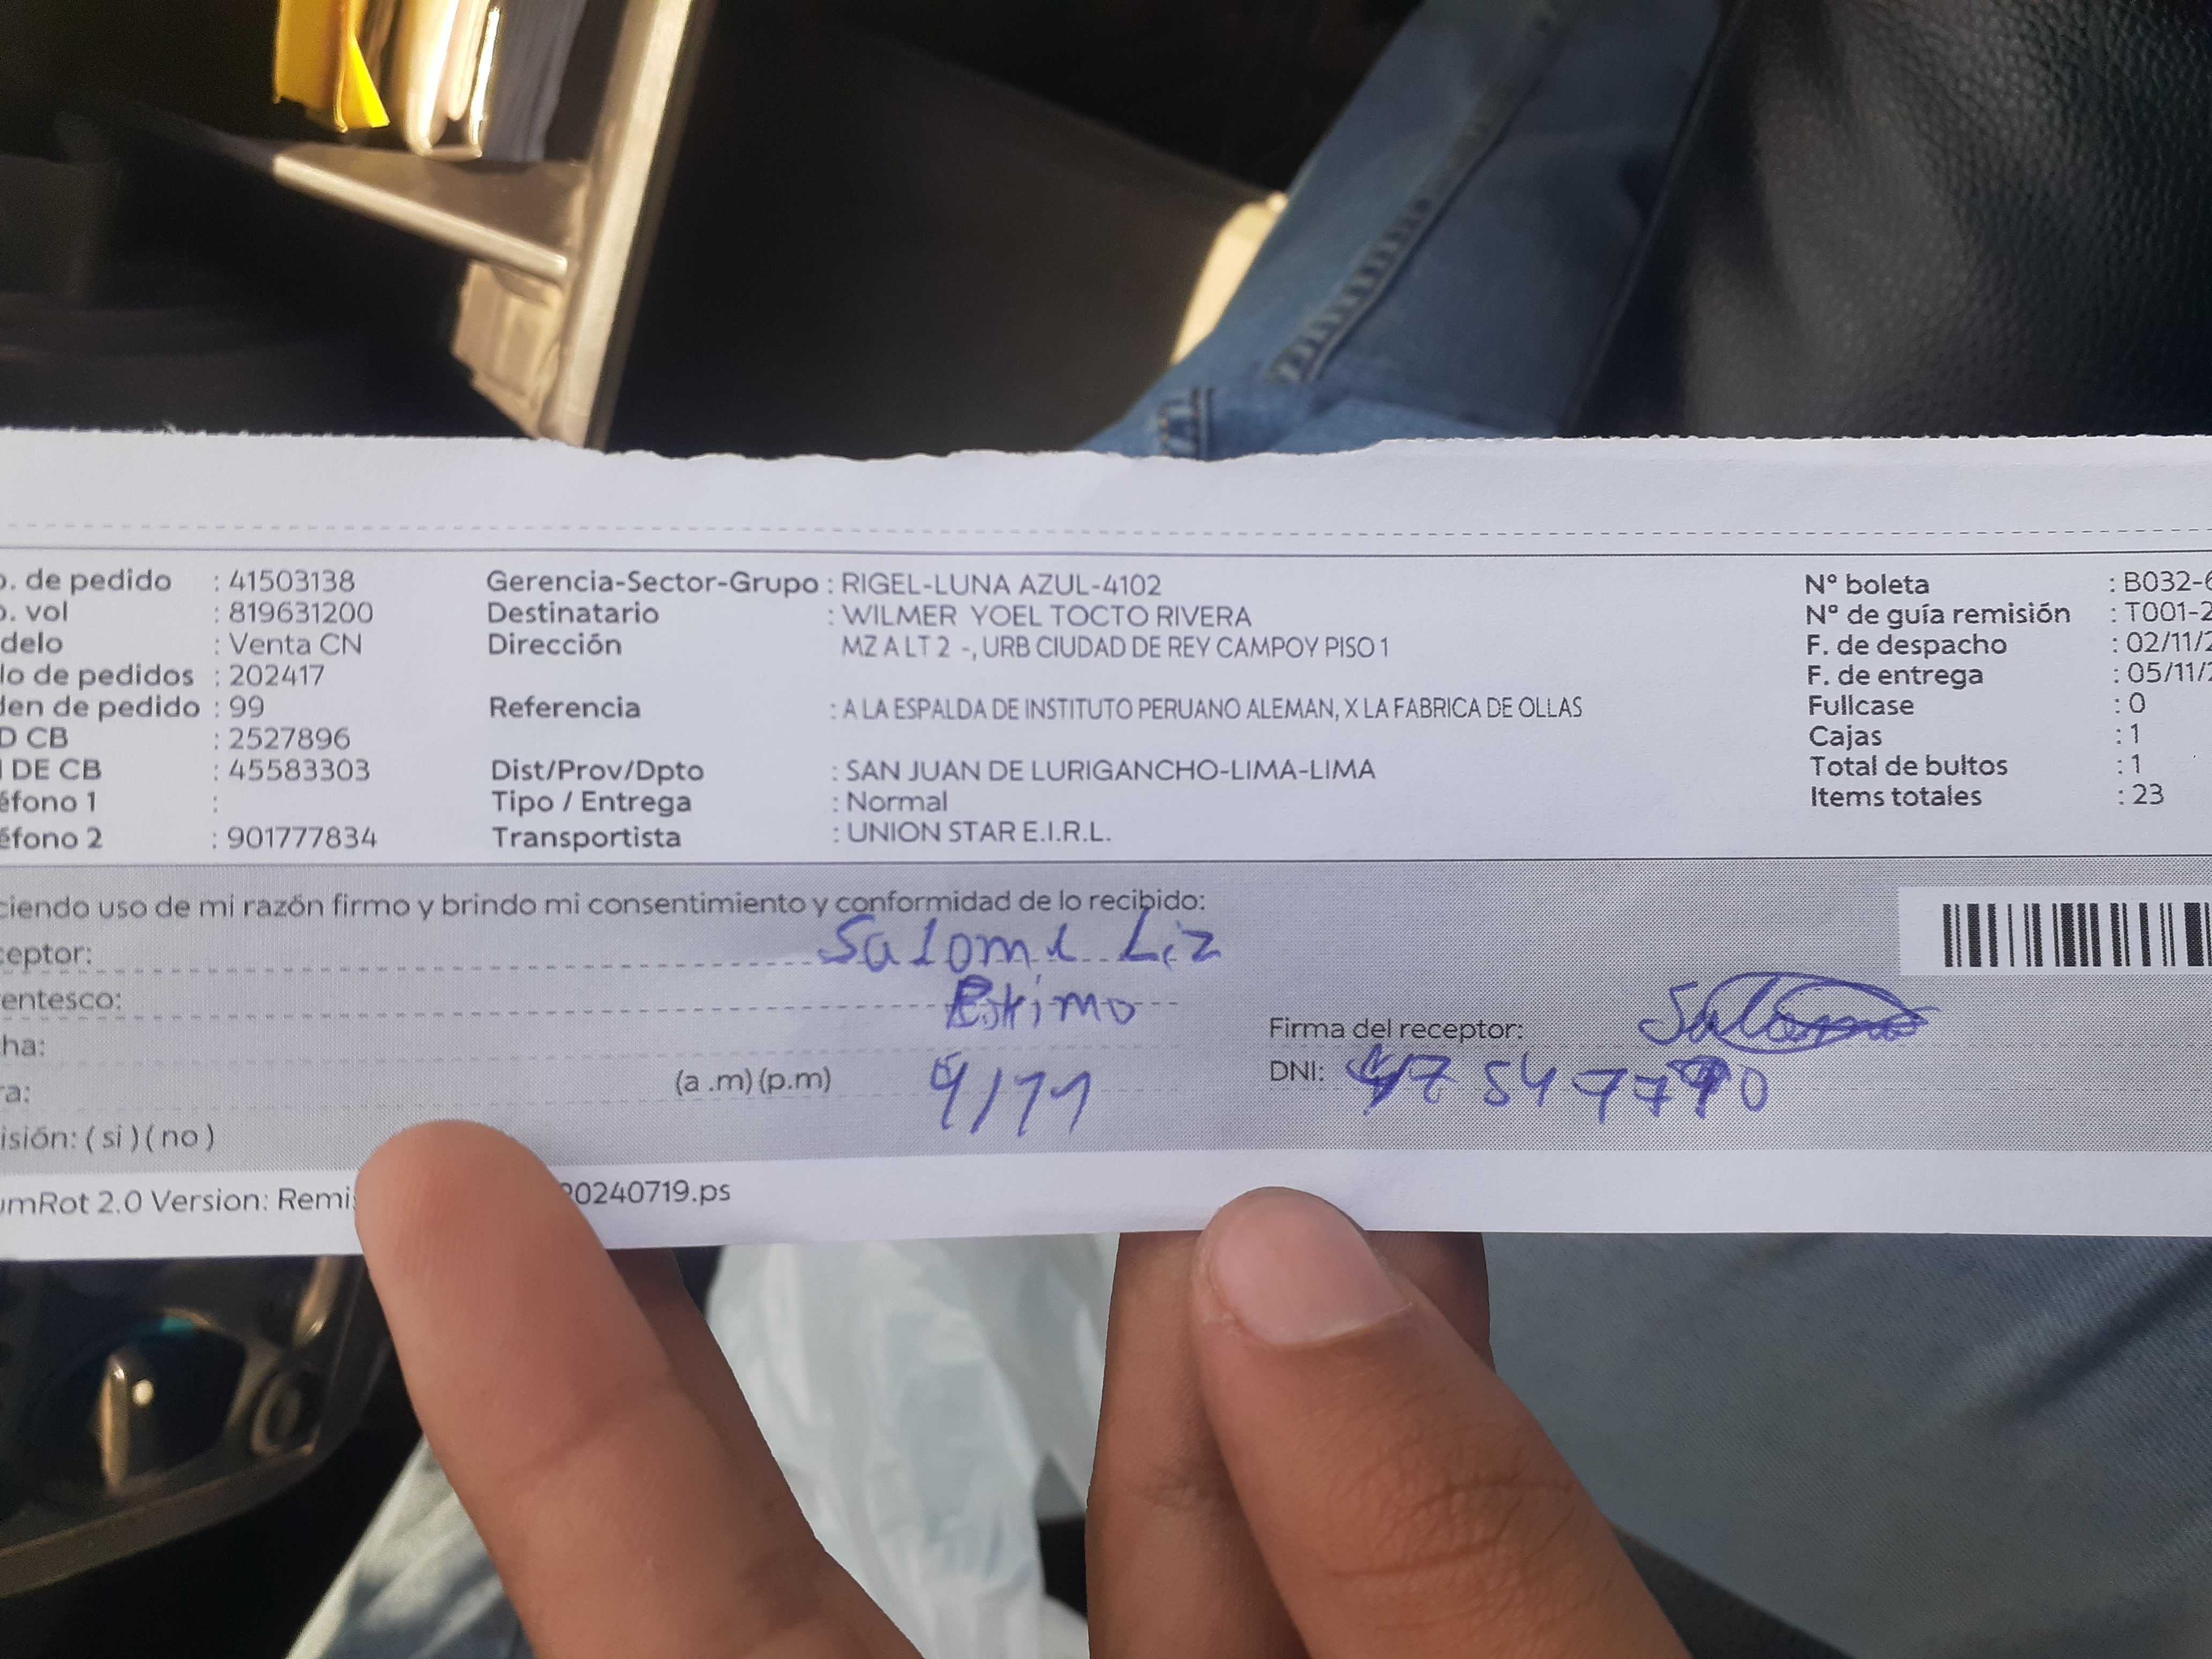 o. de pedido : 41503138 Gerencia-Sector-Grupo : RIGEL-LUNA AZUL-4102 N° boleta : B032-6
o. vol : 819631200 Destinatario : WILMER YOEL TOCTO RIVERA N° de guía remisión : T001-2
delo : Venta CN Dirección MZ A LT 2 -, URB CIUDAD DE REY CAMPOY PISO 1 F. de despacho : 02/11/2
lo de pedidos : 202417 F. de entrega : 05/11/2
den de pedido : 99 Referencia : A LA ESPALDA DE INSTITUTO PERUANO ALEMAN, X LA FABRICA DE OLLAS Fullcase : 0
D CB : 2527896 Cajas : 1
I DE CB : 45583303 Dist/Prov/Dpto : SAN JUAN DE LURIGANCHO-LIMA-LIMA Total de bultos : 1
éfono 1 : Tipo / Entrega : Normal Items totales : 23
éfono 2 : 901777834 Transportista : UNION STAR E.I.R.L.
ciendo uso de mi razón firmo y brindo mi consentimiento y conformidad de lo recibido:
ceptor: Salome Liz
entesco: Eskimo
Firma del receptor: Salome
ha:
DNI:
ra: (a .m) (p.m) 4/11
isión: ( si ) ( no )
umRot 2.0 Version: Remi 20240719.ps